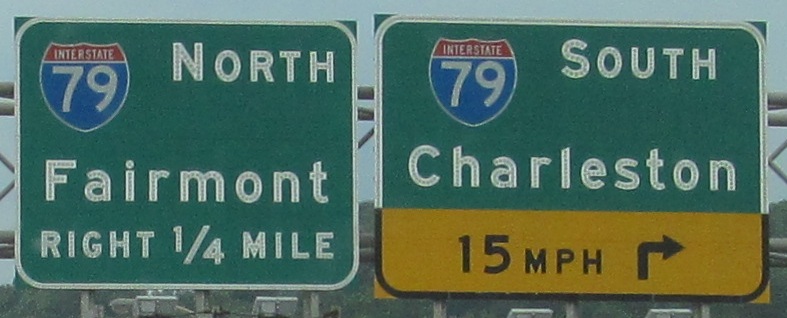 INTERSTATE
79
NORTH
Fairmont
RIGHT 1/4 MILE
INTERSTATE
79
SOUTH
Charleston
15 MPH